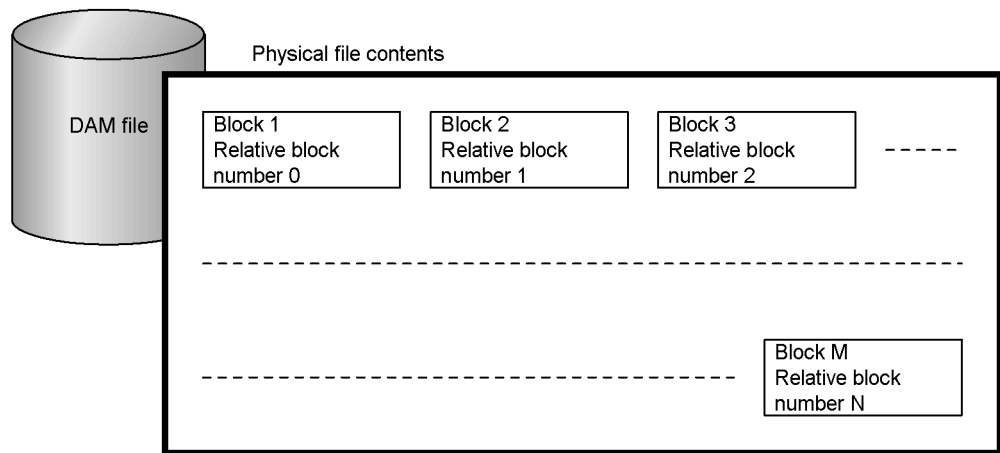 Physical file contents
DAM file
Block 1
Relative block
number 0
Block 2
Relative block
number 1
Block 3
Relative block
number 2
Block M
Relative block
number N